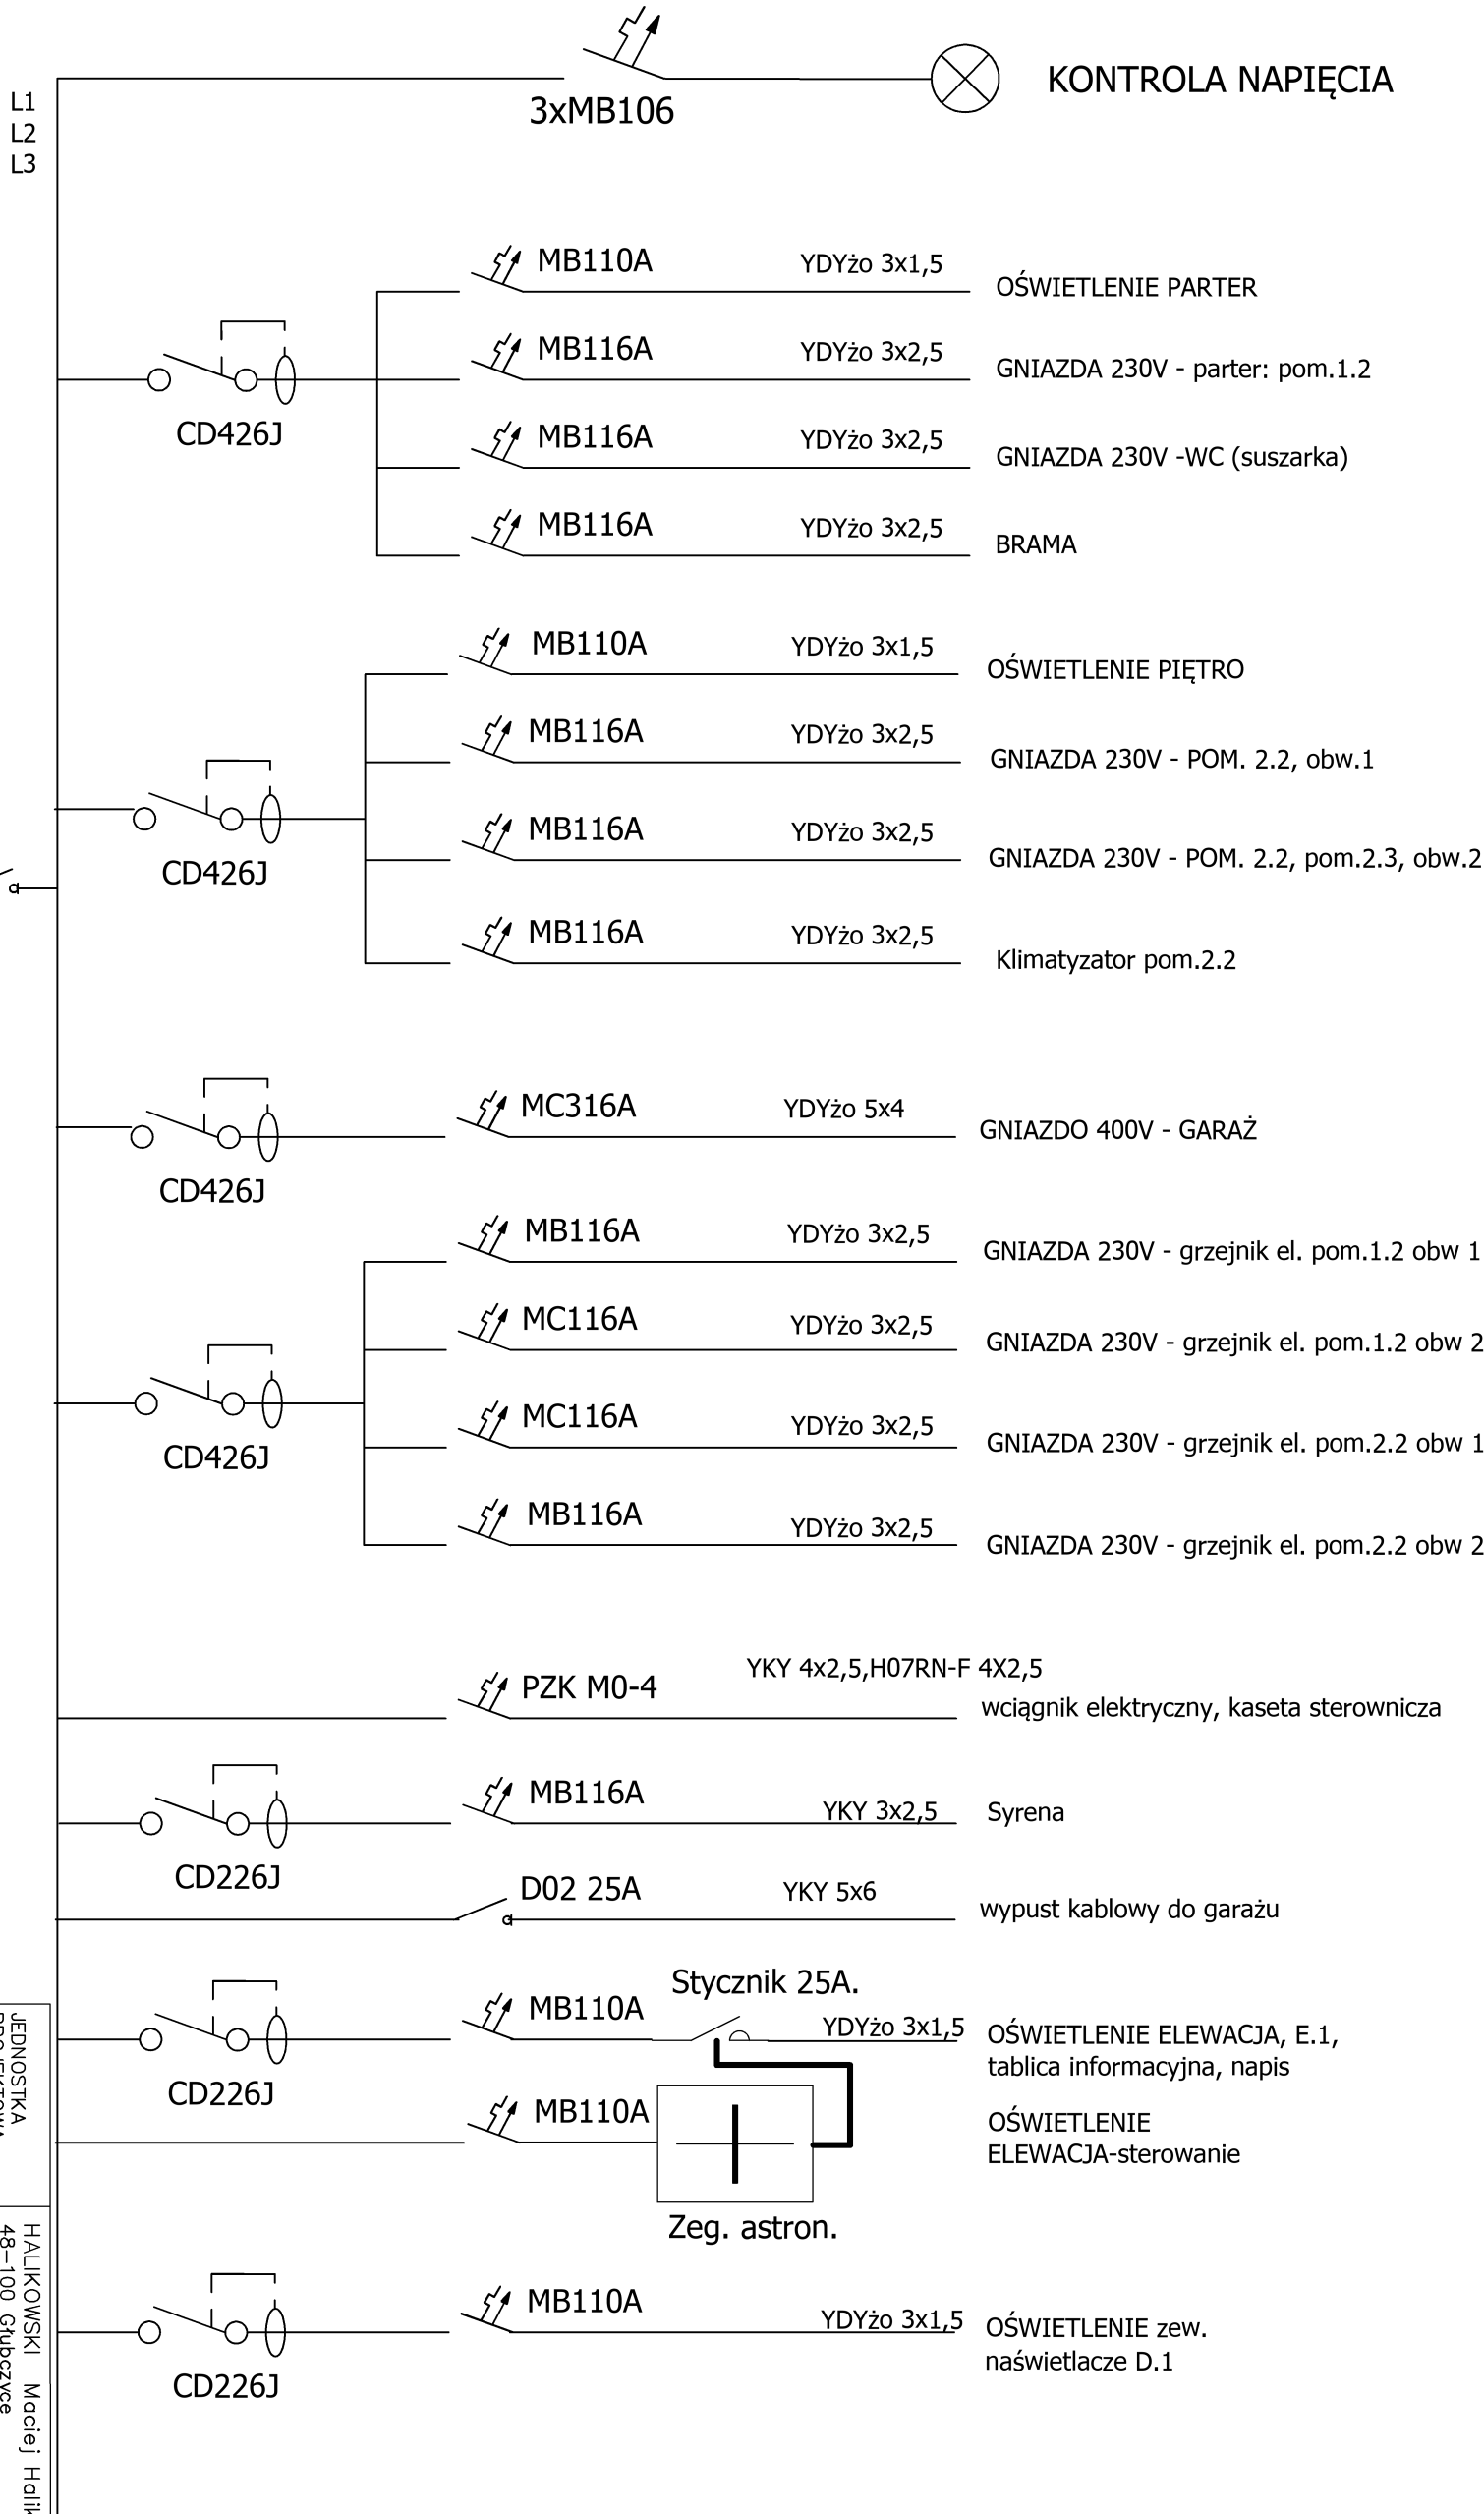 KONTROLA NAPIĘCIA
3xMB106
L1
L2
L3
MB110A
YDYżo 3x1,5
OŚWIETLENIE PARTER
MB116A
YDYżo 3x2,5
GNIAZDA 230V - parter: pom.1.2
CD426J
MB116A
YDYżo 3x2,5
GNIAZDA 230V -WC (suszarka)
MB116A
YDYżo 3x2,5
BRAMA
MB110A
YDYżo 3x1,5
OŚWIETLENIE PIĘTRO
MB116A
YDYżo 3x2,5
GNIAZDA 230V - POM. 2.2, obw.1
MB116A
YDYżo 3x2,5
GNIAZDA 230V - POM. 2.2, pom.2.3, obw.2
CD426J
MB116A
YDYżo 3x2,5
Klimatyzator pom.2.2
MC316A
YDYżo 5x4
GNIAZDO 400V - GARAŻ
CD426J
MB116A
YDYżo 3x2,5
GNIAZDA 230V - grzejnik el. pom.1.2 obw 1
MC116A
YDYżo 3x2,5
GNIAZDA 230V - grzejnik el. pom.1.2 obw 2
MC116A
YDYżo 3x2,5
GNIAZDA 230V - grzejnik el. pom.2.2 obw 1
CD426J
MB116A
YDYżo 3x2,5
GNIAZDA 230V - grzejnik el. pom.2.2 obw 2
PZK M0-4
YKY 4x2,5,H07RN-F 4X2,5
wciągnik elektryczny, kaseta sterownicza
MB116A
YKY 3x2,5
Syrena
CD226J
D02 25A
YKY 5x6
wypust kablowy do garażu
Stycznik 25A.
MB110A
YDYżo 3x1,5
OŚWIETLENIE ELEWACJA, E.1,
tablica informacyjna, napis
CD226J
MB110A
OŚWIETLENIE
ELEWACJA-sterowanie
Zeg. astron.
MB110A
YDYżo 3x1,5
OŚWIETLENIE zew.
naświetlacze D.1
CD226J
JEDNOSTKA
HALIKOWSKI Maciej
48-100 Głubczyce